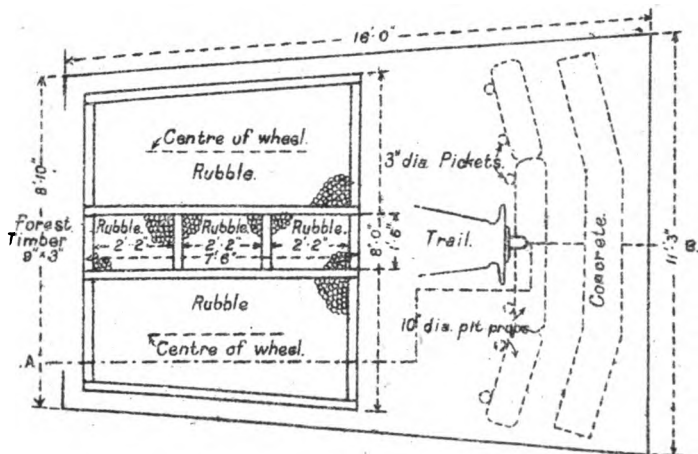 16'·0"
Centre of wheel.
Rubble.
3" dia. Pickets.
8'·10"
Forest
Timber
9" × 3"
Rubble.
Rubble.
Rubble.
2'·2"
2'·2"
2'·2"
7'·6"
8'·0"
1'·6"
Trail.
Concrete.
B.
11'·3"
Rubble
10" dia. pit props
Centre of wheel.
A